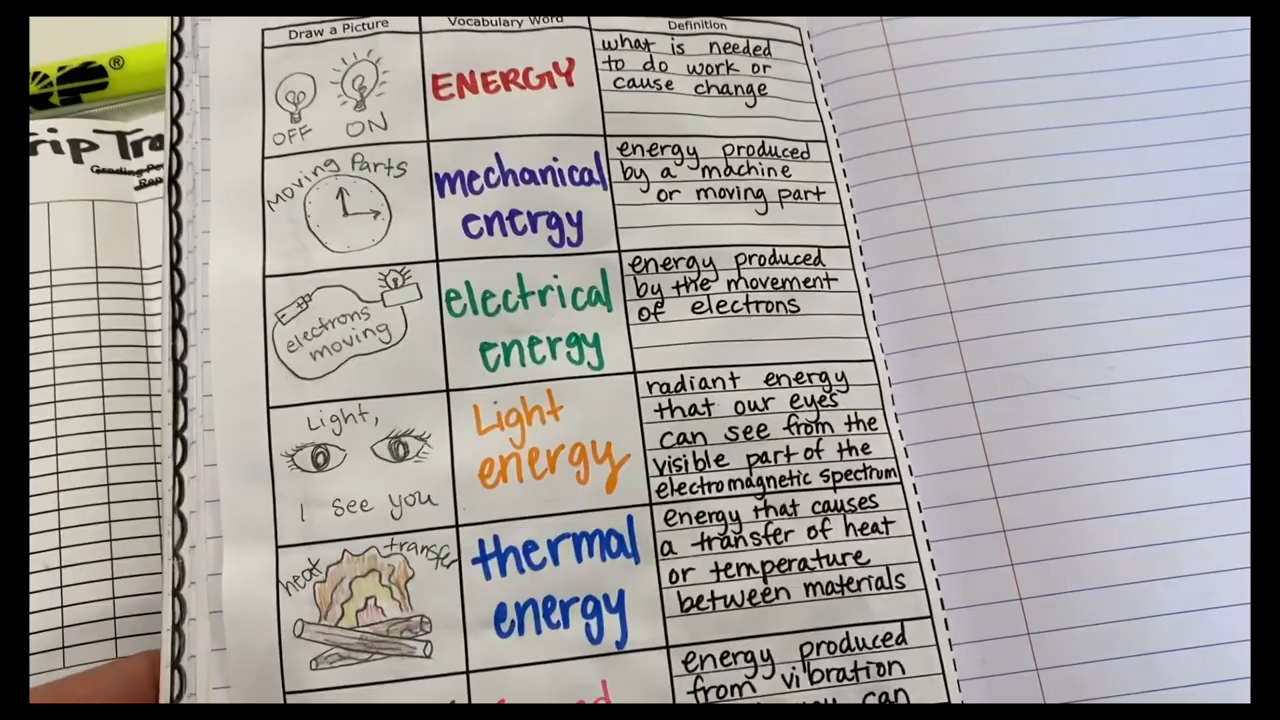 Draw a Picture
Vocabulary Word
Definition
OFF
ON
ENERGY
what is needed
to do work or
cause change
Moving Parts
mechanical
energy
energy produced
by a machine
or moving part
electrons
moving
electrical
energy
energy produced
by the movement
of electrons
Light,
I see you
Light
energy
radiant energy
that our eyes
can see from the
visible part of the
electromagnetic spectrum
heat
transfer
thermal
energy
energy that causes
a transfer of heat
or temperature
between materials
energy produced
from vibration
can
®